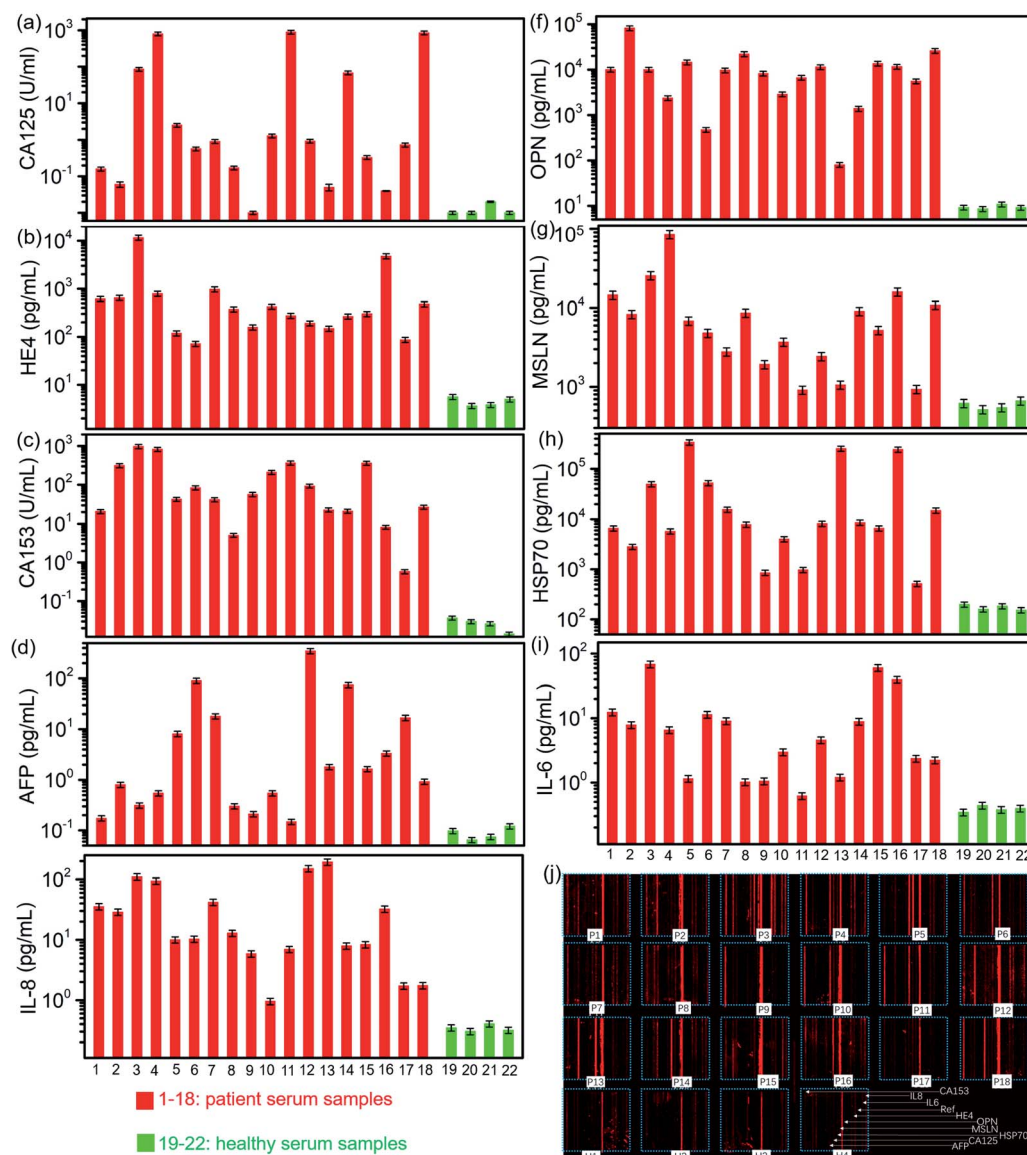 (a)
CA125 (U/ml)
10³
10¹
10⁻¹
(b)
HE4 (pg/mL)
10⁴
10³
10²
10¹
(c)
CA153 (U/mL)
10³
10²
10¹
10⁰
10⁻¹
(d)
AFP (pg/mL)
10²
10¹
10⁰
10⁻¹
IL-8 (pg/mL)
10²
10¹
10⁰
1 2 3 4 5 6 7 8 9 10 11 12 13 14 15 16 17 18 19 20 21 22
1-18: patient serum samples
19-22: healthy serum samples
(f)
OPN (pg/mL)
10⁵
10⁴
10³
10²
10¹
(g)
MSLN (pg/mL)
10⁵
10⁴
10³
(h)
HSP70 (pg/mL)
10⁵
10⁴
10³
10²
(i)
IL-6 (pg/mL)
10²
10¹
10⁰
1 2 3 4 5 6 7 8 9 10 11 12 13 14 15 16 17 18 19 20 21 22
(j)
P1 P2 P3 P4 P5 P6
P7 P8 P9 P10 P11 P12
P13 P14 P15 P16 P17 P18
CA153
IL8
IL6
Ref
HE4
OPN
MSLN
HSP70
CA125
AFP